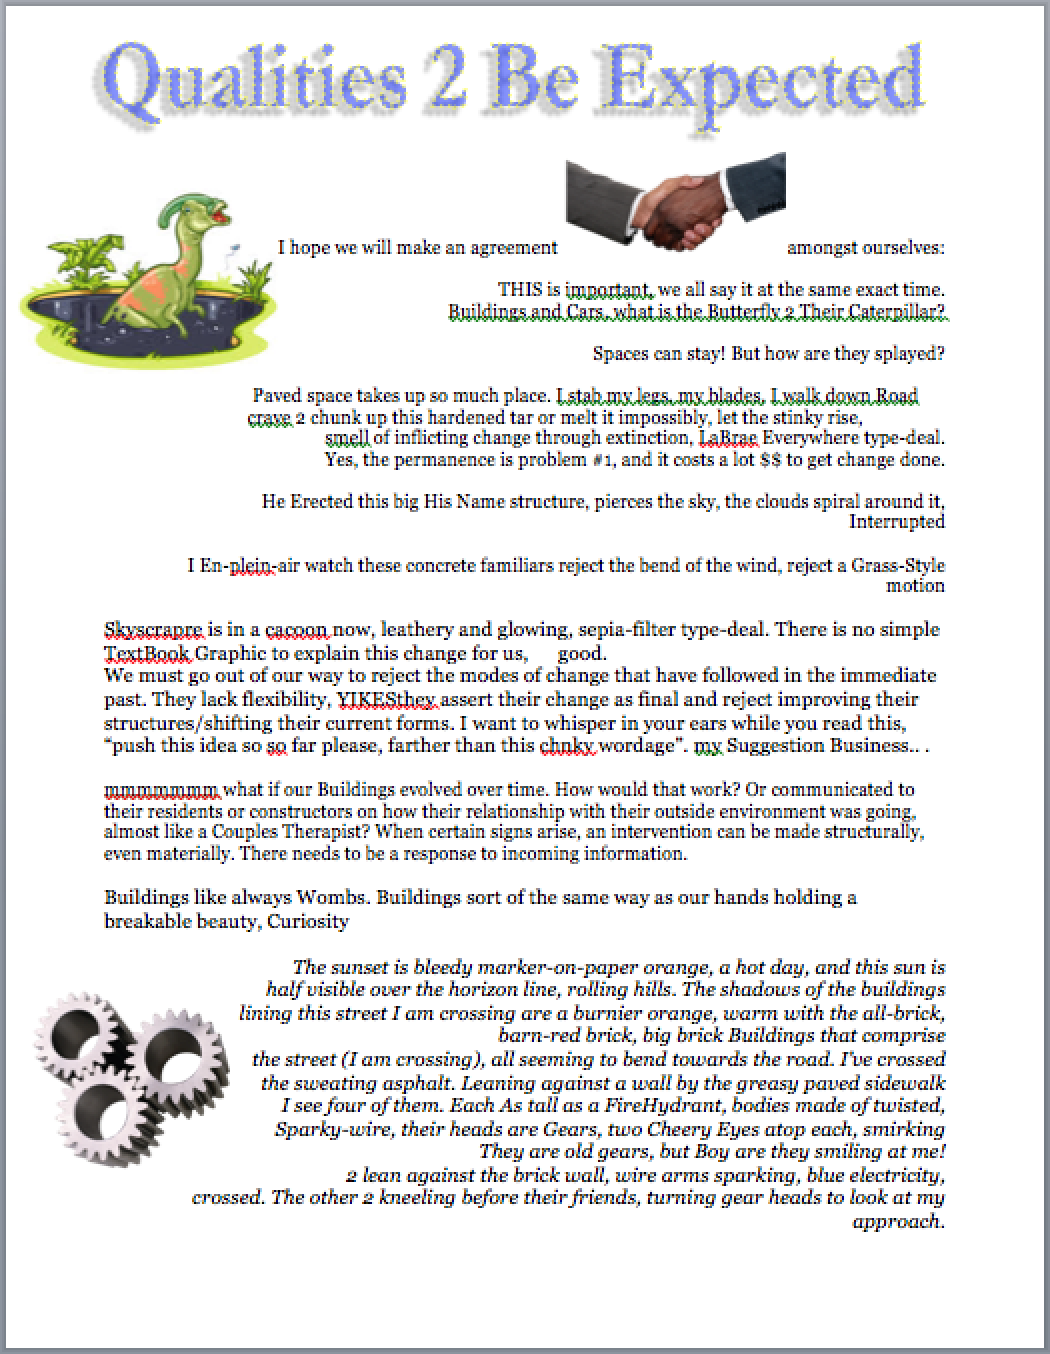 Qualities 2 Be Expected
I hope we will make an agreement amongst ourselves:
THIS is important, we all say it at the same exact time.
Buildings and Cars, what is the Butterfly 2 Their Caterpillar?
Spaces can stay! But how are they splayed?
Paved space takes up so much place. I stab my legs, my blades, I walk down Road
crave 2 chunk up this hardened tar or melt it impossibly, let the stinky rise,
smell of inflicting change through extinction, LaBrae Everywhere type-deal.
Yes, the permanence is problem #1, and it costs a lot $$ to get change done.
He Erected this big His Name structure, pierces the sky, the clouds spiral around it,
Interrupted
I En-plein-air watch these concrete familiars reject the bend of the wind, reject a Grass-Style
motion
Skyscrapre is in a cacoon now, leathery and glowing, sepia-filter type-deal. There is no simple
TextBook Graphic to explain this change for us, good.
We must go out of our way to reject the modes of change that have followed in the immediate
past. They lack flexibility, YIKESthey assert their change as final and reject improving their
structures/shifting their current forms. I want to whisper in your ears while you read this,
“push this idea so so far please, farther than this chnky wordage”. my Suggestion Business.. .
mmmmmmm what if our Buildings evolved over time. How would that work? Or communicated to
their residents or constructors on how their relationship with their outside environment was going,
almost like a Couples Therapist? When certain signs arise, an intervention can be made structurally,
even materially. There needs to be a response to incoming information.
Buildings like always Wombs. Buildings sort of the same way as our hands holding a
breakable beauty, Curiosity
The sunset is bleedy marker-on-paper orange, a hot day, and this sun is
half visible over the horizon line, rolling hills. The shadows of the buildings
lining this street I am crossing are a burnier orange, warm with the all-brick,
barn-red brick, big brick Buildings that comprise
the street (I am crossing), all seeming to bend towards the road. I've crossed
the sweating asphalt. Leaning against a wall by the greasy paved sidewalk
I see four of them. Each As tall as a FireHydrant, bodies made of twisted,
Sparky-wire, their heads are Gears, two Cheery Eyes atop each, smirking
They are old gears, but Boy are they smiling at me!
2 lean against the brick wall, wire arms sparking, blue electricity,
crossed. The other 2 kneeling before their friends, turning gear heads to look at my
approach.